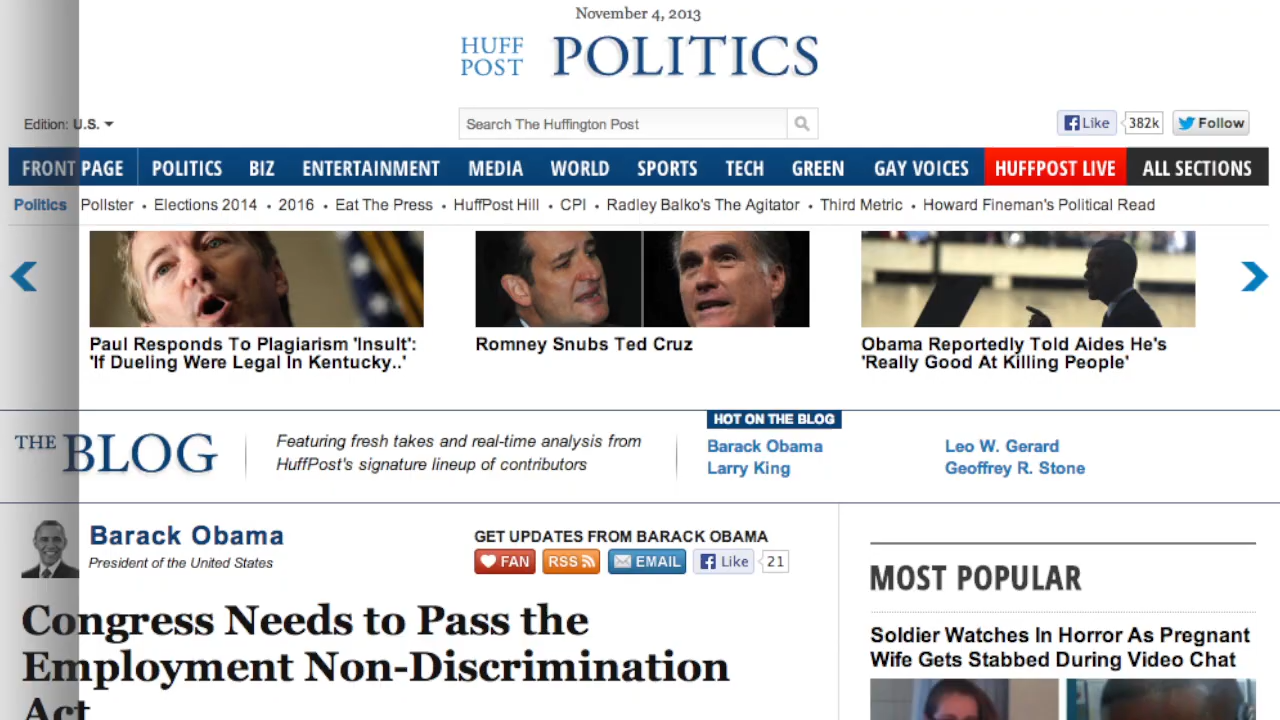 November 4, 2013
HUFF
POST
POLITICS
Edition: U.S.
Search The Huffington Post
Like
382k
Follow
FRONT PAGE POLITICS BIZ ENTERTAINMENT MEDIA WORLD SPORTS TECH GREEN GAY VOICES HUFFPOST LIVE ALL SECTIONS
Politics Pollster • Elections 2014 • 2016 • Eat The Press • HuffPost Hill • CPI • Radley Balko's The Agitator • Third Metric • Howard Fineman's Political Read
Paul Responds To Plagiarism 'Insult':
'If Dueling Were Legal In Kentucky..'
Romney Snubs Ted Cruz
Obama Reportedly Told Aides He's
'Really Good At Killing People'
THE BLOG
Featuring fresh takes and real-time analysis from
HuffPost's signature lineup of contributors
HOT ON THE BLOG
Barack Obama
Larry King
Leo W. Gerard
Geoffrey R. Stone
Barack Obama
President of the United States
GET UPDATES FROM BARACK OBAMA
FAN RSS EMAIL Like 21
Congress Needs to Pass the
Employment Non-Discrimination
Act
MOST POPULAR
Soldier Watches In Horror As Pregnant
Wife Gets Stabbed During Video Chat